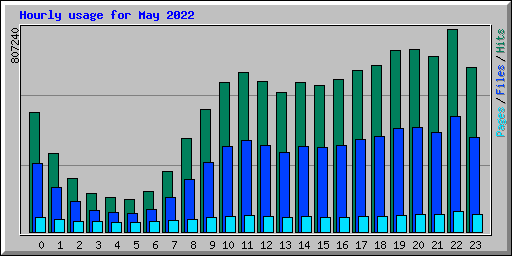 Hourly usage for May 2022
807240
Pages / Files / Hits
0 1 2 3 4 5 6 7 8 9 10 11 12 13 14 15 16 17 18 19 20 21 22 23